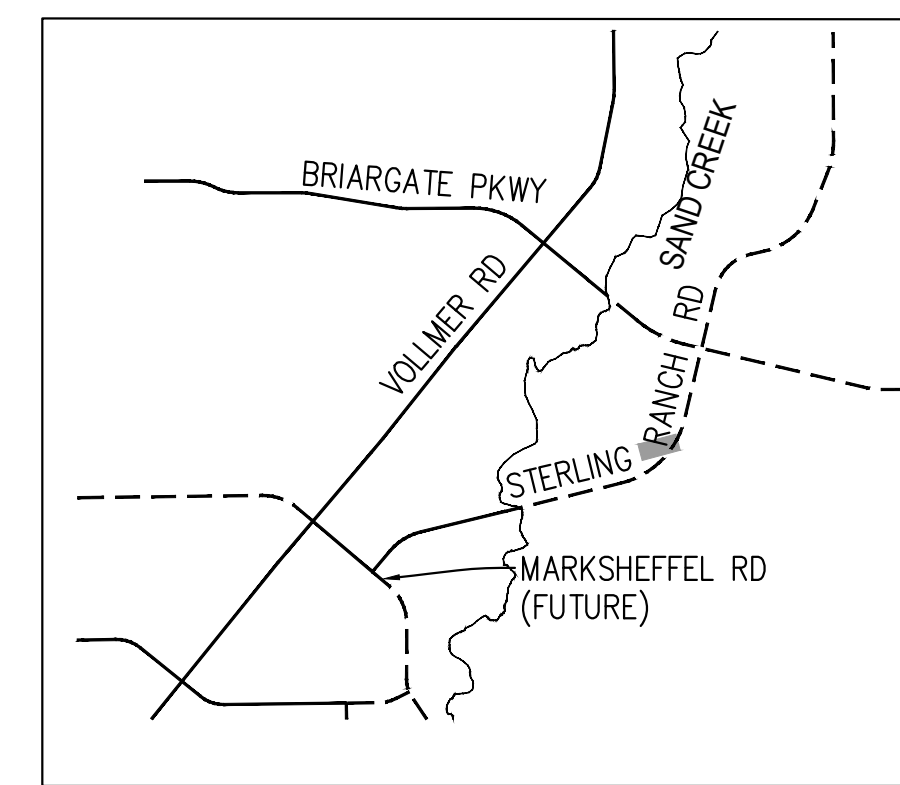 BRIARGATE PKWY
SAND CREEK
VOLLMER RD
STERLING RANCH RD
MARKSHEFFEL RD
(FUTURE)